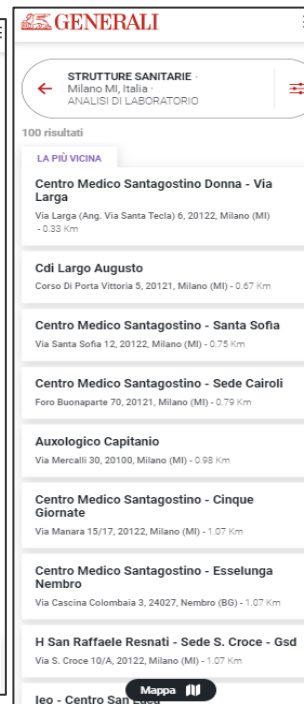 GENERALI
STRUTTURE SANITARIE -
Milano MI, Italia -
ANALISI DI LABORATORIO
100 risultati
LA PIÙ VICINA
Centro Medico Santagostino Donna - Via
Larga
Via Larga (Ang. Via Santa Tecla) 6, 20122, Milano (MI)
- 0.33 Km
Cdi Largo Augusto
Corso Di Porta Vittoria 5, 20121, Milano (MI) - 0.67 Km
Centro Medico Santagostino - Santa Sofia
Via Santa Sofia 12, 20122, Milano (MI) - 0.75 Km
Centro Medico Santagostino - Sede Cairoli
Foro Buonaparte 70, 20121, Milano (MI) - 0.79 Km
Auxologico Capitanio
Via Mercalli 30, 20100, Milano (MI) - 0.98 Km
Centro Medico Santagostino - Cinque
Giornate
Via Manara 15/17, 20122, Milano (MI) - 1.07 Km
Centro Medico Santagostino - Esselunga
Nembro
Via Cascina Colombaia 3, 24027, Nembro (BG) - 1.07 Km
H San Raffaele Resnati - Sede S. Croce - Gsd
Via S. Croce 10/A, 20122, Milano (MI) - 1.07 Km
Mappa
Ieo - Centro San Luca